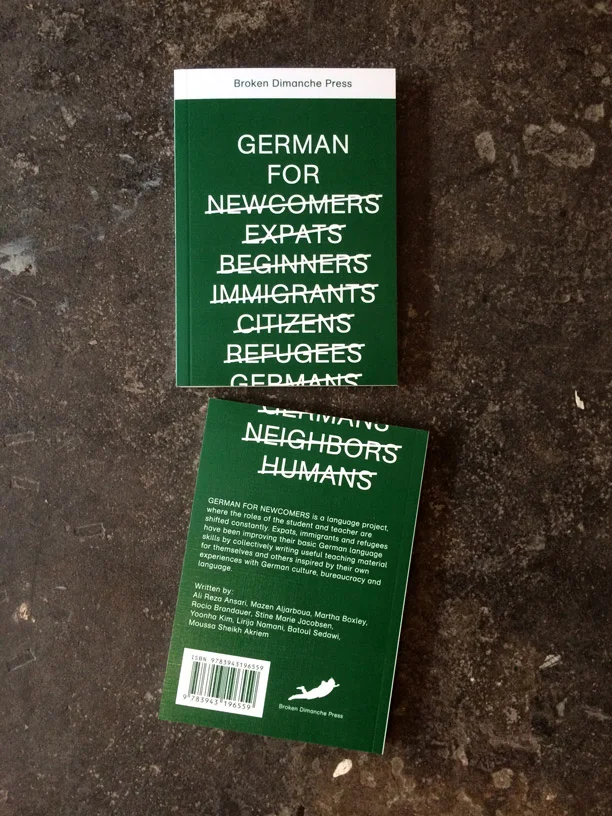 Broken Dimanche Press
GERMAN
FOR
NEWCOMERS
EXPATS
BEGINNERS
IMMIGRANTS
CITIZENS
REFUGEES
GERMANS
GERMANS
NEIGHBORS
HUMANS
GERMAN FOR NEWCOMERS is a language project,
where the roles of the student and teacher are
shifted constantly. Expats, immigrants and refugees
have been improving their basic German language
skills by collectively writing useful teaching material
for themselves and others inspired by their own
experiences with German culture, bureaucracy and
language.
Written by:
Ali Reza Ansari, Mazen Aljarboua, Martha Boxley,
Rocio Brandauer, Stine Marie Jacobsen,
Yoonha Kim, Lirija Namani, Batoul Sedawi,
Moussa Sheikh Akriem
ISBN 9783943196559
9 783943 196559
Broken Dimanche Press